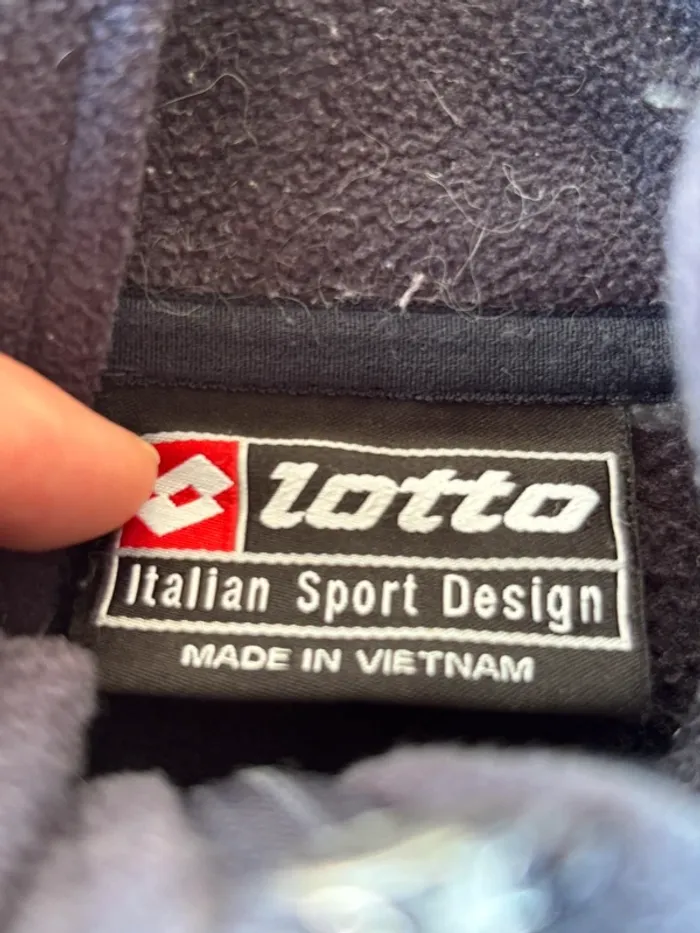 lotto
Italian Sport Design
MADE IN VIETNAM